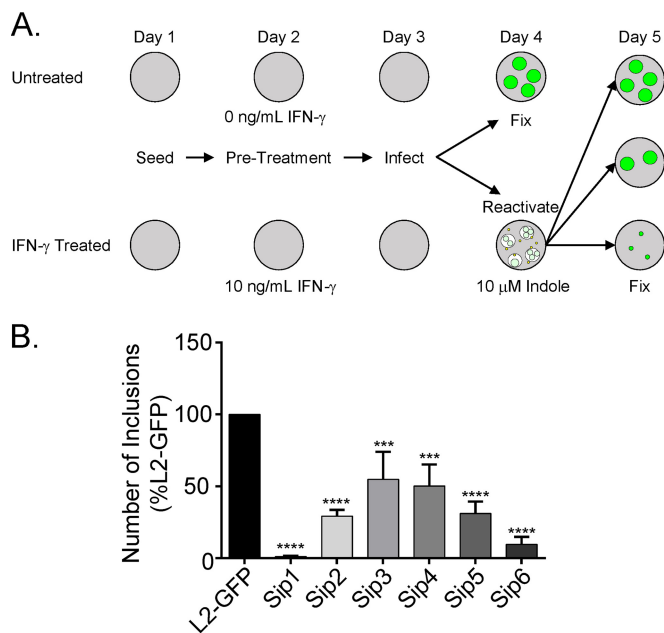 A.
Day 1 Day 2 Day 3 Day 4 Day 5
Untreated
0 ng/mL IFN-γ Fix
Seed Pre-Treatment Infect
Reactivate
IFN-γ Treated
10 ng/mL IFN-γ 10 μM Indole Fix
B.
Number of Inclusions
(%L2-GFP)
150
100
50
0
*** ***
**** **** **** ****
L2-GFP Sip1 Sip2 Sip3 Sip4 Sip5 Sip6